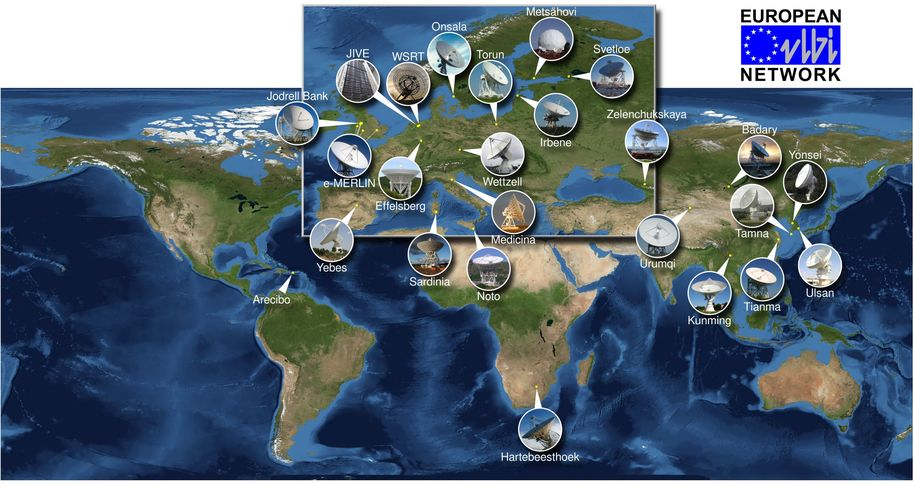 EUROPEAN
vlbi
NETWORK
Metsähovi
Onsala
JIVE
WSRT
Torun
Svetloe
Jodrell Bank
Zelenchukskaya
Irbene
Badary
Yonsei
e-MERLIN
Wettzell
Effelsberg
Tamna
Medicina
Yebes
Urumqi
Sardinia
Noto
Arecibo
Ulsan
Tianma
Kunming
Hartebeesthoek